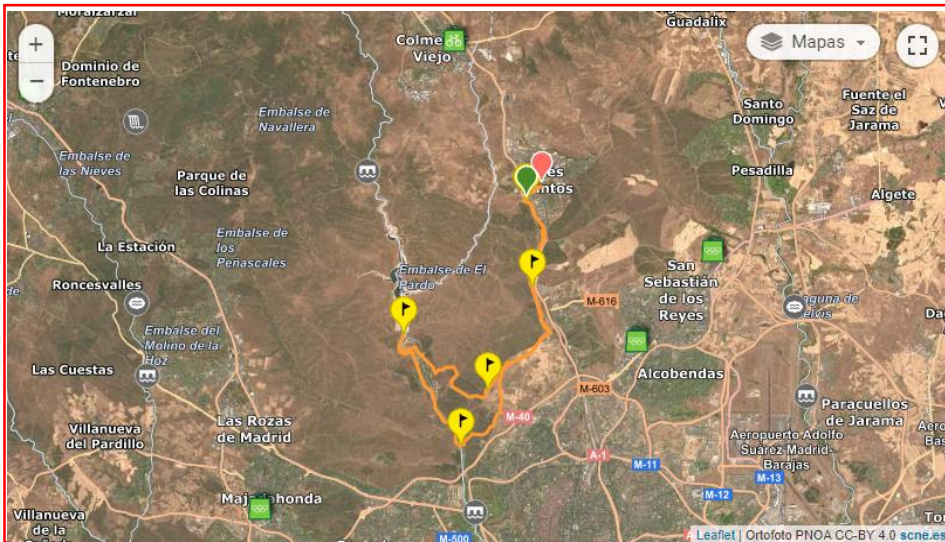 Moralzarzal
Guadalix
Colme
Viejo
+
−
Mapas
Dominio de
Fontenebro
Fuente el
Saz de
Jarama
Santo
Domingo
Embalse de
Navallera
Embalse de
las Nieves
Parque de
las Colinas
Pesadilla
Algete
La Estación
Embalse de
los
Peñascales
Roncesvalles
Embalse de El
Pardo
San
Sebastián
de los
Reyes
M-616
Embalse del
Molino de la
Hoz
Las Cuestas
Alcobendas
M-603
Las Rozas
de Madrid
Villanueva
del Pardillo
M-40
Paracuellos
de Jarama
A-1
Aeropuerto Adolfo
Suárez-Madrid-
Barajas
M-11
M-13
M-12
Villanueva
de la
M-500
Leaflet | Ortofoto PNOA CC-BY 4.0 scne.es